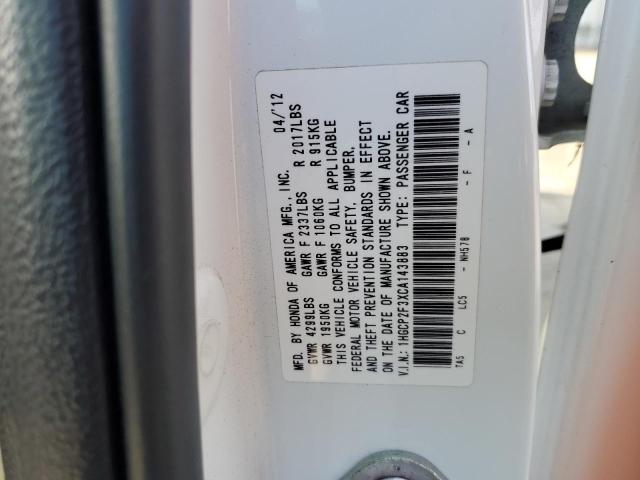 MFD. BY HONDA OF AMERICA MFG., INC. 04/'12
GVWR 4299LBS GAWR F 2337LBS R 2017LBS
GVWR 1950KG GAWR F 1060KG R 915KG
THIS VEHICLE CONFORMS TO ALL APPLICABLE
FEDERAL MOTOR VEHICLE SAFETY, BUMPER,
AND THEFT PREVENTION STANDARDS IN EFFECT
ON THE DATE OF MANUFACTURE SHOWN ABOVE.
V.I.N.: 1HGCP2F3XCA143883 TYPE: PASSENGER CAR
TA5 C LC5 - NH578 - F - A